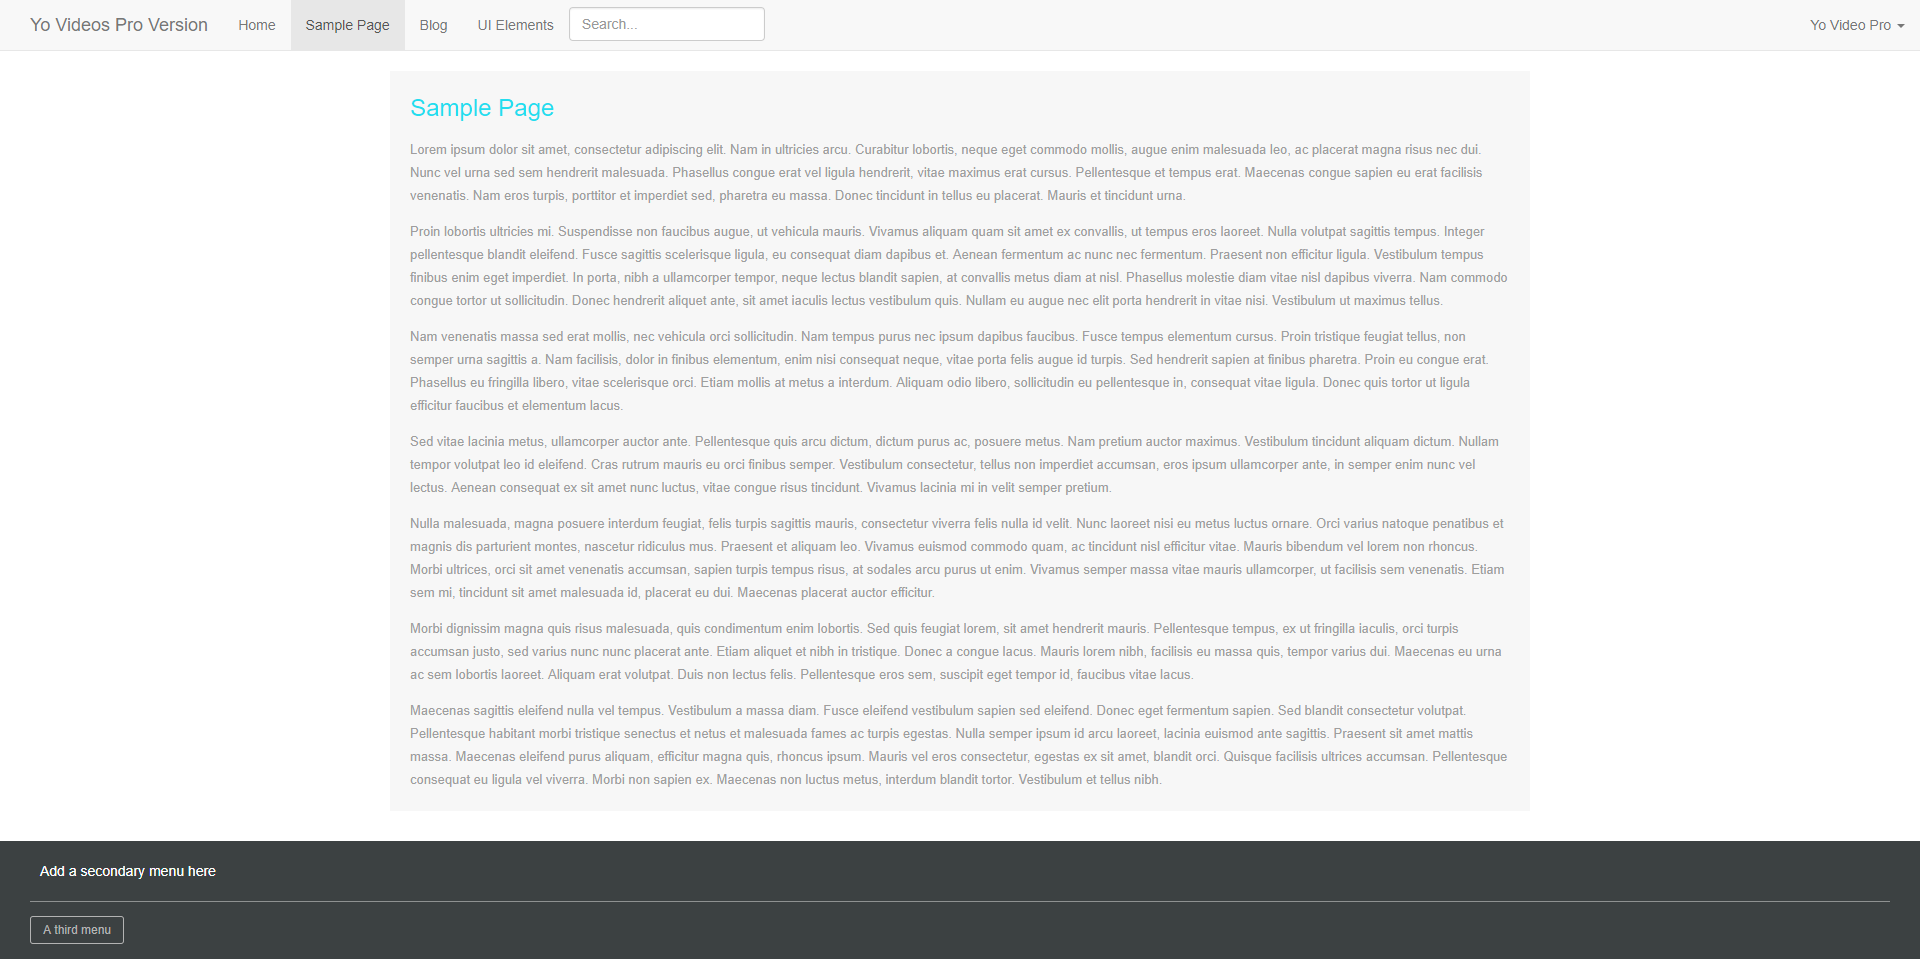 Yo Videos Pro Version Home Sample Page Blog UI Elements Search... Yo Video Pro
Sample Page
Lorem ipsum dolor sit amet, consectetur adipiscing elit. Nam in ultricies arcu. Curabitur lobortis, neque eget commodo mollis, augue enim malesuada leo, ac placerat magna risus nec dui.
Nunc vel urna sed sem hendrerit malesuada. Phasellus congue erat vel ligula hendrerit, vitae maximus erat cursus. Pellentesque et tempus erat. Maecenas congue sapien eu erat facilisis
venenatis. Nam eros turpis, porttitor et imperdiet sed, pharetra eu massa. Donec tincidunt in tellus eu placerat. Mauris et tincidunt urna.
Proin lobortis ultricies mi. Suspendisse non faucibus augue, ut vehicula mauris. Vivamus aliquam quam sit amet ex convallis, ut tempus eros laoreet. Nulla volutpat sagittis tempus. Integer
pellentesque blandit eleifend. Fusce sagittis scelerisque ligula, eu consequat diam dapibus et. Aenean fermentum ac nunc nec fermentum. Praesent non efficitur ligula. Vestibulum tempus
finibus enim eget imperdiet. In porta, nibh a ullamcorper tempor, neque lectus blandit sapien, at convallis metus diam at nisl. Phasellus molestie diam vitae nisl dapibus viverra. Nam commodo
congue tortor ut sollicitudin. Donec hendrerit aliquet ante, sit amet iaculis lectus vestibulum quis. Nullam eu augue nec elit porta hendrerit in vitae nisi. Vestibulum ut maximus tellus.
Nam venenatis massa sed erat mollis, nec vehicula orci sollicitudin. Nam tempus purus nec ipsum dapibus faucibus. Fusce tempus elementum cursus. Proin tristique feugiat tellus, non
semper urna sagittis a. Nam facilisis, dolor in finibus elementum, enim nisi consequat neque, vitae porta felis augue id turpis. Sed hendrerit sapien at finibus pharetra. Proin eu congue erat.
Phasellus eu fringilla libero, vitae scelerisque orci. Etiam mollis at metus a interdum. Aliquam odio libero, sollicitudin eu pellentesque in, consequat vitae ligula. Donec quis tortor ut ligula
efficitur faucibus et elementum lacus.
Sed vitae lacinia metus, ullamcorper auctor ante. Pellentesque quis arcu dictum, dictum purus ac, posuere metus. Nam pretium auctor maximus. Vestibulum tincidunt aliquam dictum. Nullam
tempor volutpat leo id eleifend. Cras rutrum mauris eu orci finibus semper. Vestibulum consectetur, tellus non imperdiet accumsan, eros ipsum ullamcorper ante, in semper enim nunc vel
lectus. Aenean consequat ex sit amet nunc luctus, vitae congue risus tincidunt. Vivamus lacinia mi in velit semper pretium.
Nulla malesuada, magna posuere interdum feugiat, felis turpis sagittis mauris, consectetur viverra felis nulla id velit. Nunc laoreet nisi eu metus luctus ornare. Orci varius natoque penatibus et
magnis dis parturient montes, nascetur ridiculus mus. Praesent et aliquam leo. Vivamus euismod commodo quam, ac tincidunt nisl efficitur vitae. Mauris bibendum vel lorem non rhoncus.
Morbi ultrices, orci sit amet venenatis accumsan, sapien turpis tempus risus, at sodales arcu purus ut enim. Vivamus semper massa vitae mauris ullamcorper, ut facilisis sem venenatis. Etiam
sem mi, tincidunt sit amet malesuada id, placerat eu dui. Maecenas placerat auctor efficitur.
Morbi dignissim magna quis risus malesuada, quis condimentum enim lobortis. Sed quis feugiat lorem, sit amet hendrerit mauris. Pellentesque tempus, ex ut fringilla iaculis, orci turpis
accumsan justo, sed varius nunc nunc placerat ante. Etiam aliquet et nibh in tristique. Donec a congue lacus. Mauris lorem nibh, facilisis eu massa quis, tempor varius dui. Maecenas eu urna
ac sem lobortis laoreet. Aliquam erat volutpat. Duis non lectus felis. Pellentesque eros sem, suscipit eget tempor id, faucibus vitae lacus.
Maecenas sagittis eleifend nulla vel tempus. Vestibulum a massa diam. Fusce eleifend vestibulum sapien sed eleifend. Donec eget fermentum sapien. Sed blandit consectetur volutpat.
Pellentesque habitant morbi tristique senectus et netus et malesuada fames ac turpis egestas. Nulla semper ipsum id arcu laoreet, lacinia euismod ante sagittis. Praesent sit amet mattis
massa. Maecenas eleifend purus aliquam, efficitur magna quis, rhoncus ipsum. Mauris vel eros consectetur, egestas ex sit amet, blandit orci. Quisque facilisis ultrices accumsan. Pellentesque
consequat eu ligula vel viverra. Morbi non sapien ex. Maecenas non luctus metus, interdum blandit tortor. Vestibulum et tellus nibh.
Add a secondary menu here
A third menu